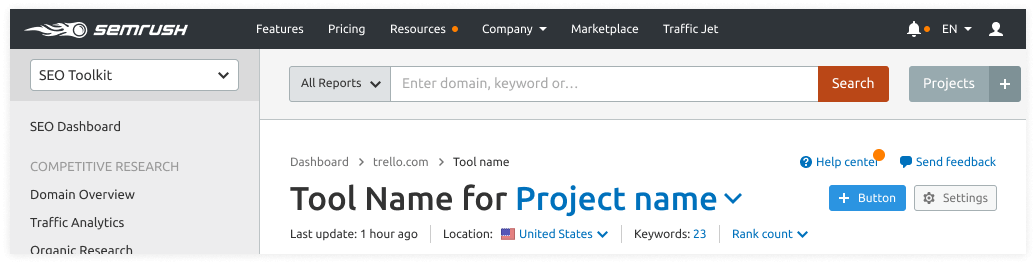 SEMRUSH Features Pricing Resources Company Marketplace Traffic Jet EN
SEO Toolkit
All Reports Enter domain, keyword or... Search Projects +
SEO Dashboard
COMPETITIVE RESEARCH
Domain Overview
Traffic Analytics
Organic Research
Dashboard > trello.com > Tool name
? Help center Send feedback
Tool Name for Project name
+ Button Settings
Last update: 1 hour ago Location: United States Keywords: 23 Rank count